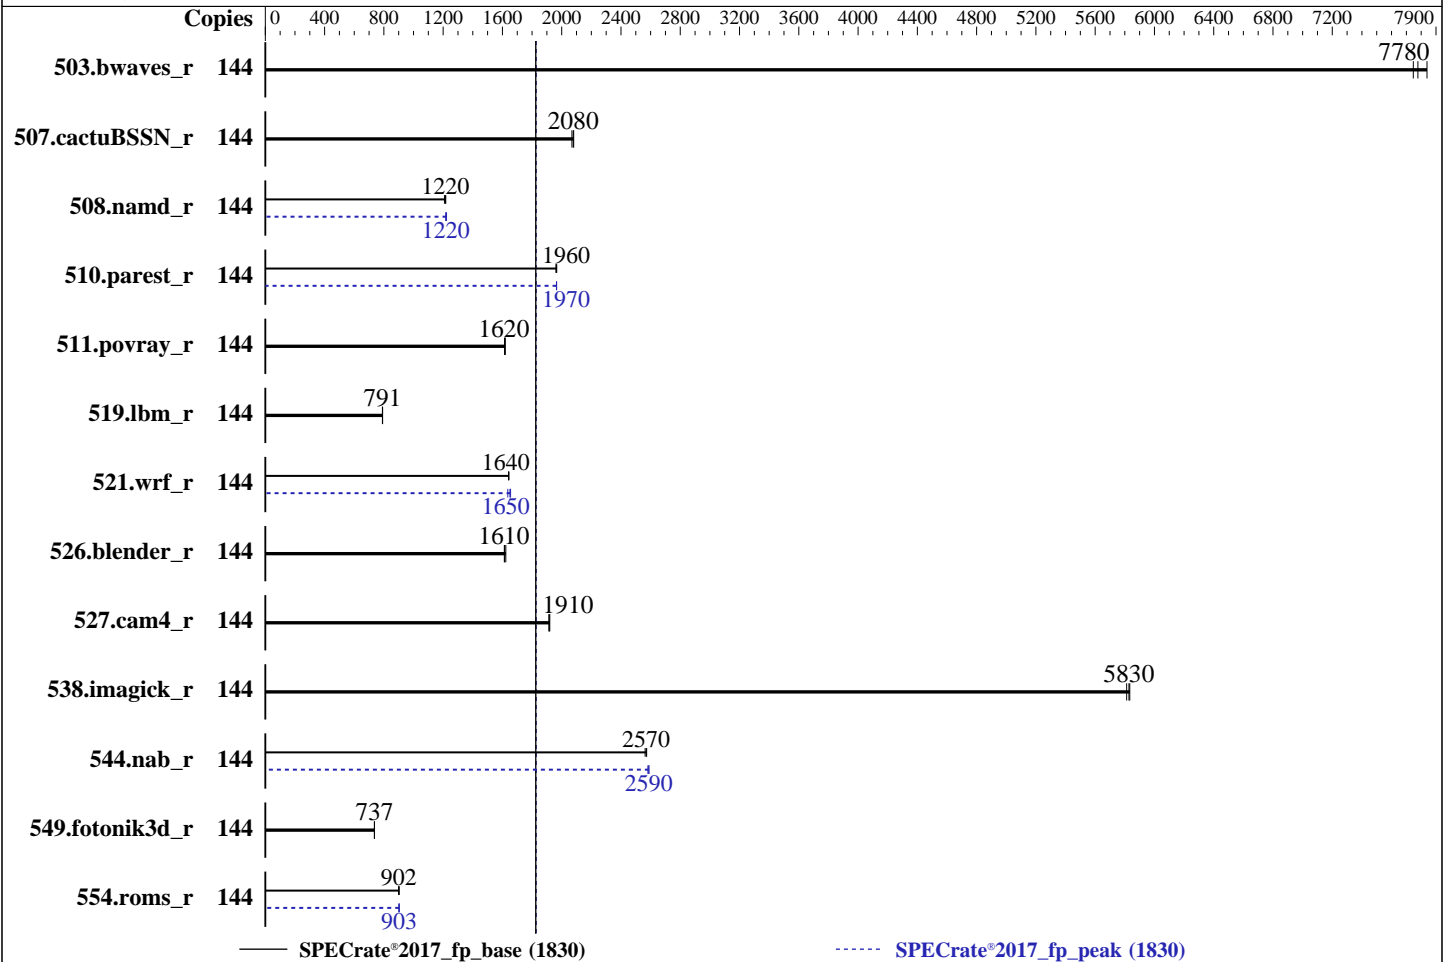 Copies 0 400 800 1200 1600 2000 2400 2800 3200 3600 4000 4400 4800 5200 5600 6000 6400 6800 7200 7900
503.bwaves_r 144 7780
507.cactuBSSN_r 144 2080
508.namd_r 144 1220
1220
510.parest_r 144 1960
1970
511.povray_r 144 1620
519.lbm_r 144 791
521.wrf_r 144 1640
1650
526.blender_r 144 1610
527.cam4_r 144 1910
538.imagick_r 144 5830
544.nab_r 144 2570
2590
549.fotonik3d_r 144 737
554.roms_r 144 902
903
SPECrate®2017_fp_base (1830) SPECrate®2017_fp_peak (1830)